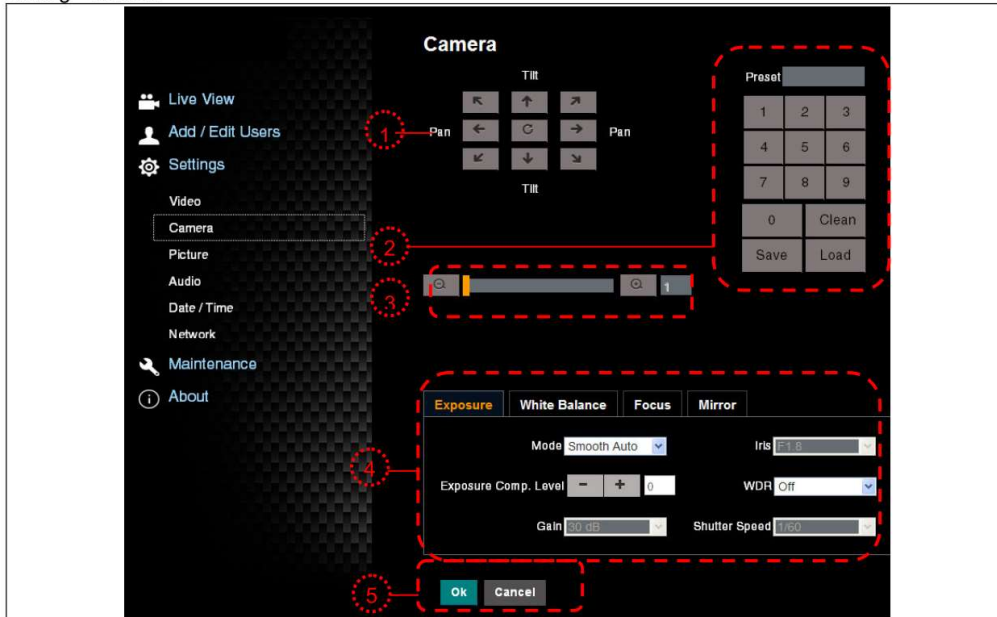 Camera
Tilt
Pan
Pan
Tilt
Live View
Add / Edit Users
Settings
Video
Camera
Picture
Audio
Date / Time
Network
Maintenance
About
1
2
3
4
5
Preset
1 2 3
4 5 6
7 8 9
0 Clean
Save Load
1
Exposure White Balance Focus Mirror
Mode Smooth Auto Iris F1.8
Exposure Comp. Level - + 0 WDR Off
Gain 30 dB Shutter Speed 1/60
Ok Cancel